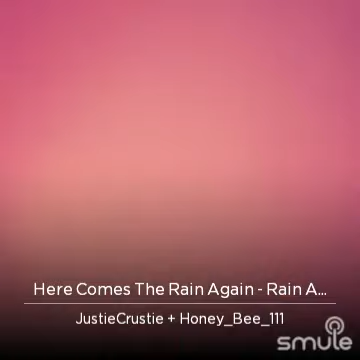 Here Comes The Rain Again - Rain A...
JustieCrustie + Honey_Bee_111
smule